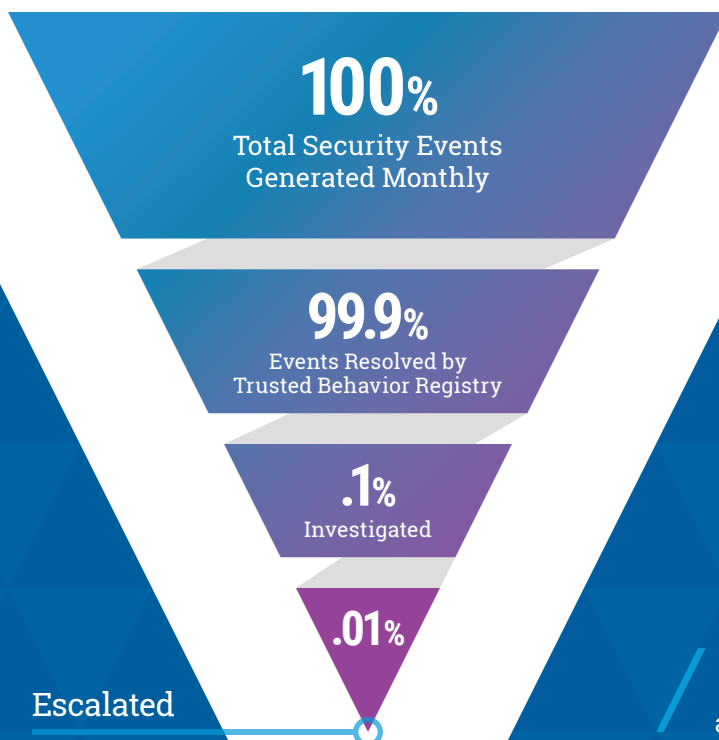 100%
Total Security Events
Generated Monthly
99.9%
Events Resolved by
Trusted Behavior Registry
.1%
Investigated
.01%
Escalated